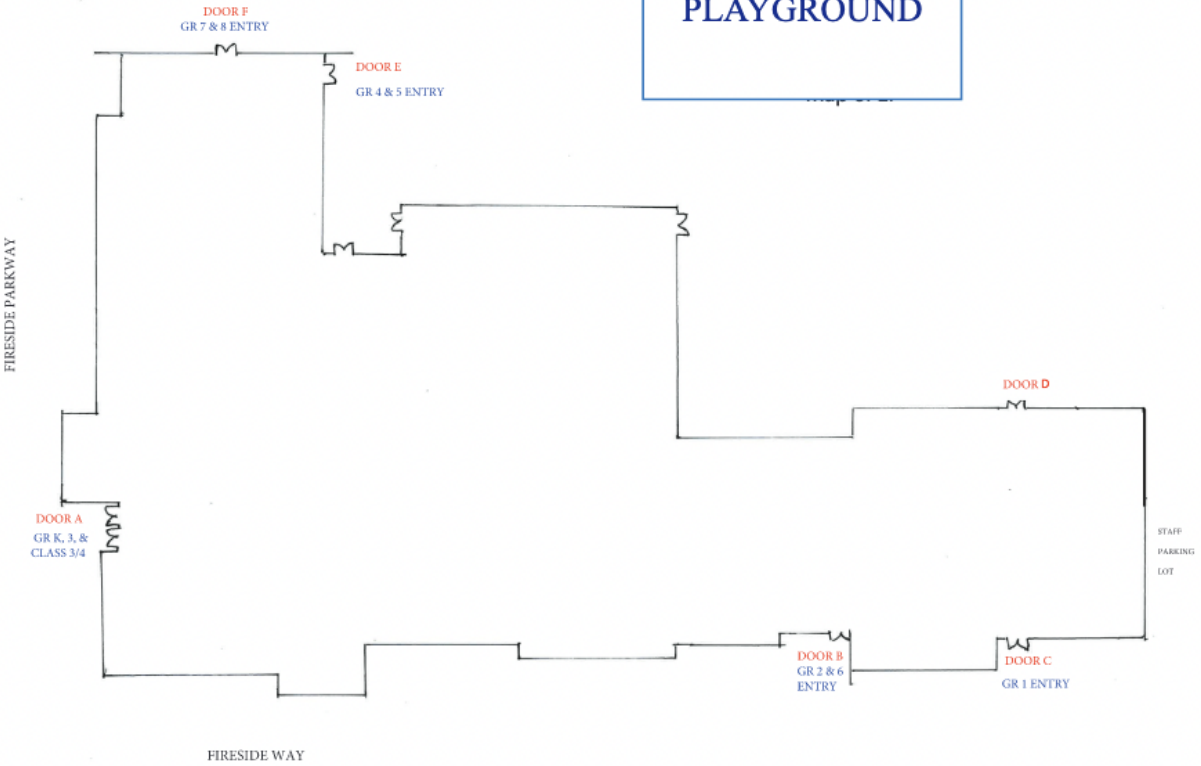 DOOR F
GR 7 & 8 ENTRY
PLAYGROUND
DOOR E
GR 4 & 5 ENTRY
FIRESIDE PARKWAY
DOOR D
DOOR A
GR K, 3, &
CLASS 3/4
STAFF
PARKING
LOT
DOOR B
GR 2 & 6
ENTRY
DOOR C
GR 1 ENTRY
FIRESIDE WAY